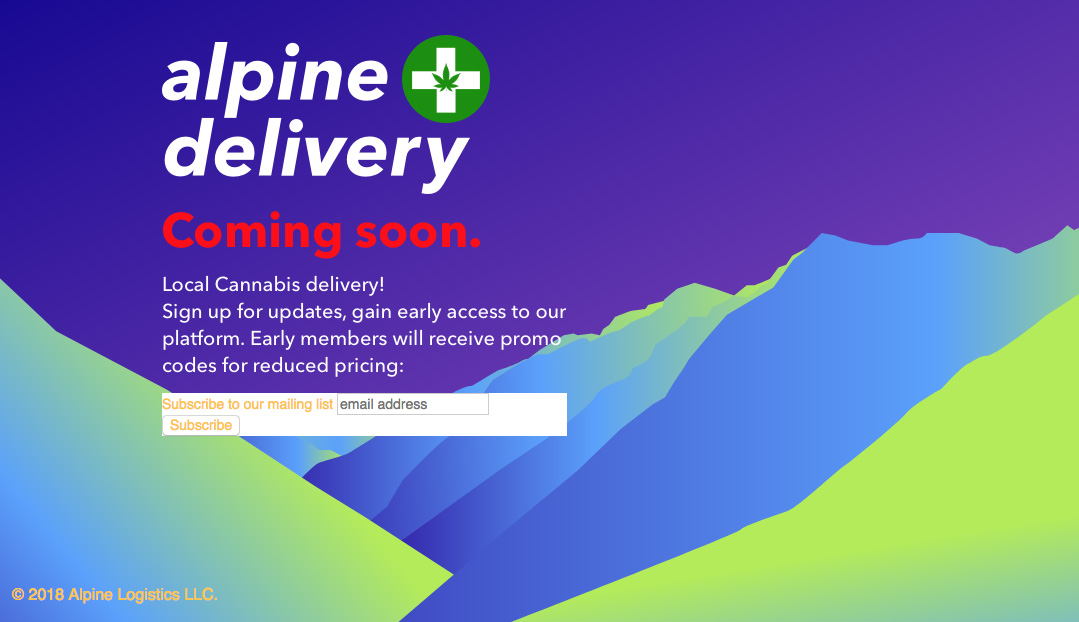 alpine
delivery
Coming soon.
Local Cannabis delivery!
Sign up for updates, gain early access to our
platform. Early members will receive promo
codes for reduced pricing:
Subscribe to our mailing list email address
Subscribe
© 2018 Alpine Logistics LLC.